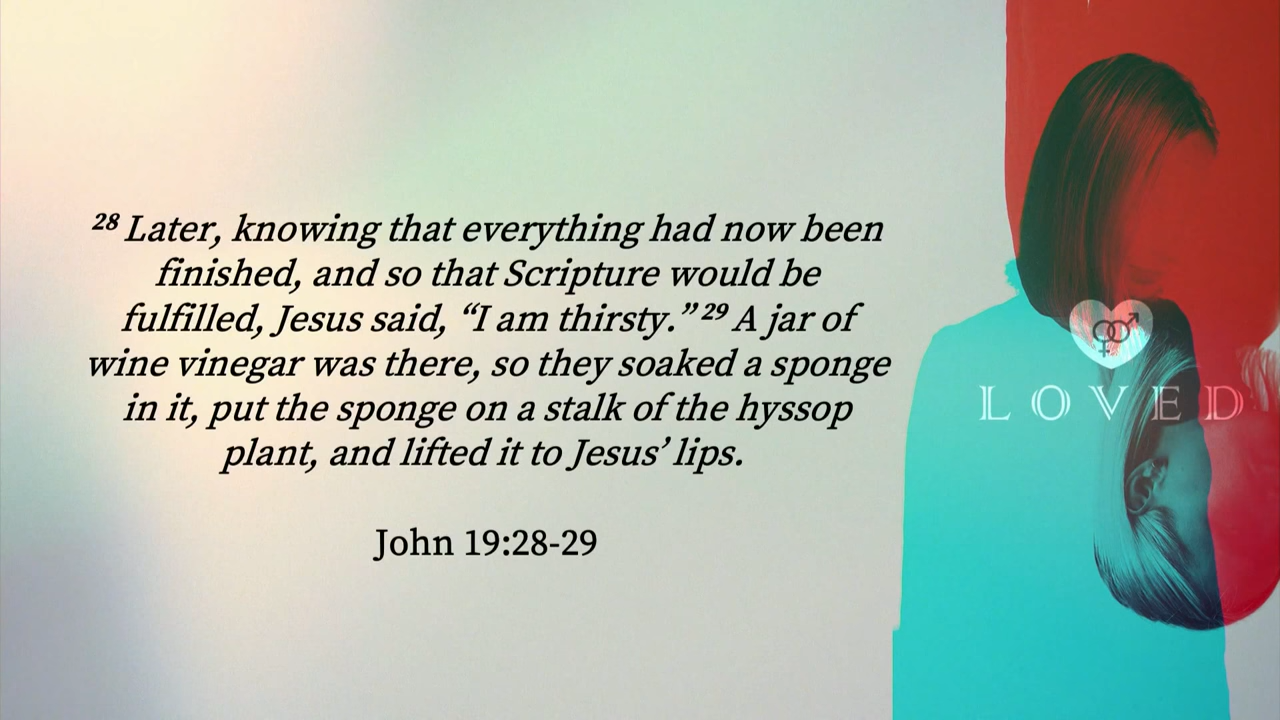 ²⁸ Later, knowing that everything had now been
finished, and so that Scripture would be
fulfilled, Jesus said, “I am thirsty.” ²⁹ A jar of
wine vinegar was there, so they soaked a sponge
in it, put the sponge on a stalk of the hyssop
plant, and lifted it to Jesus’ lips.
John 19:28-29
LOVED